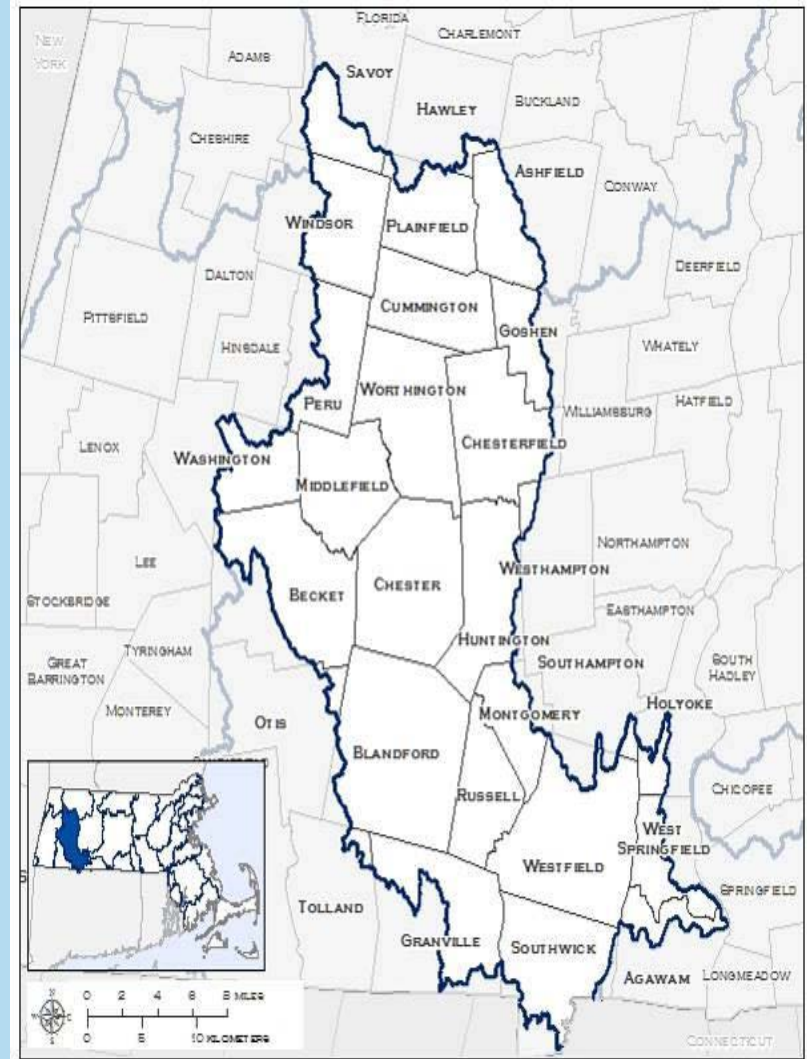 FLORIDA
CHARLEMONT
NEW
YORK
ADAMS
SAVOY
BUCKLAND
HAWLEY
CHESHIRE
ASHFIELD
CONWAY
WINDSOR
PLAINFIELD
DALTON
DEERFIELD
CUMMINGTON
PITTSFIELD
GOSHEN
HINSDALE
WHATELY
WORTHINGTON
PERU
WILLIAMSBURG
HATFIELD
LENOX
CHESTERFIELD
WASHINGTON
MIDDLEFIELD
NORTHAMPTON
LEE
WESTHAMPTON
CHESTER
BECKET
STOCKBRIDGE
EASTHAMPTON
HUNTINGTON
TYRINGHAM
SOUTHAMPTON
GREAT
BARRINGTON
SOUTH
HADLEY
MONTEREY
HOLYOKE
MONTGOMERY
OTIS
BLANDFORD
CHICOPEE
RUSSELL
WEST
SPRINGFIELD
WESTFIELD
SPRINGFIELD
TOLLAND
GRANVILLE
SOUTHWICK
AGAWAM
LONGMEADOW
N
0 2 4 6 8 MILES
0 5 10 KILOMETERS
CONNECTICUT